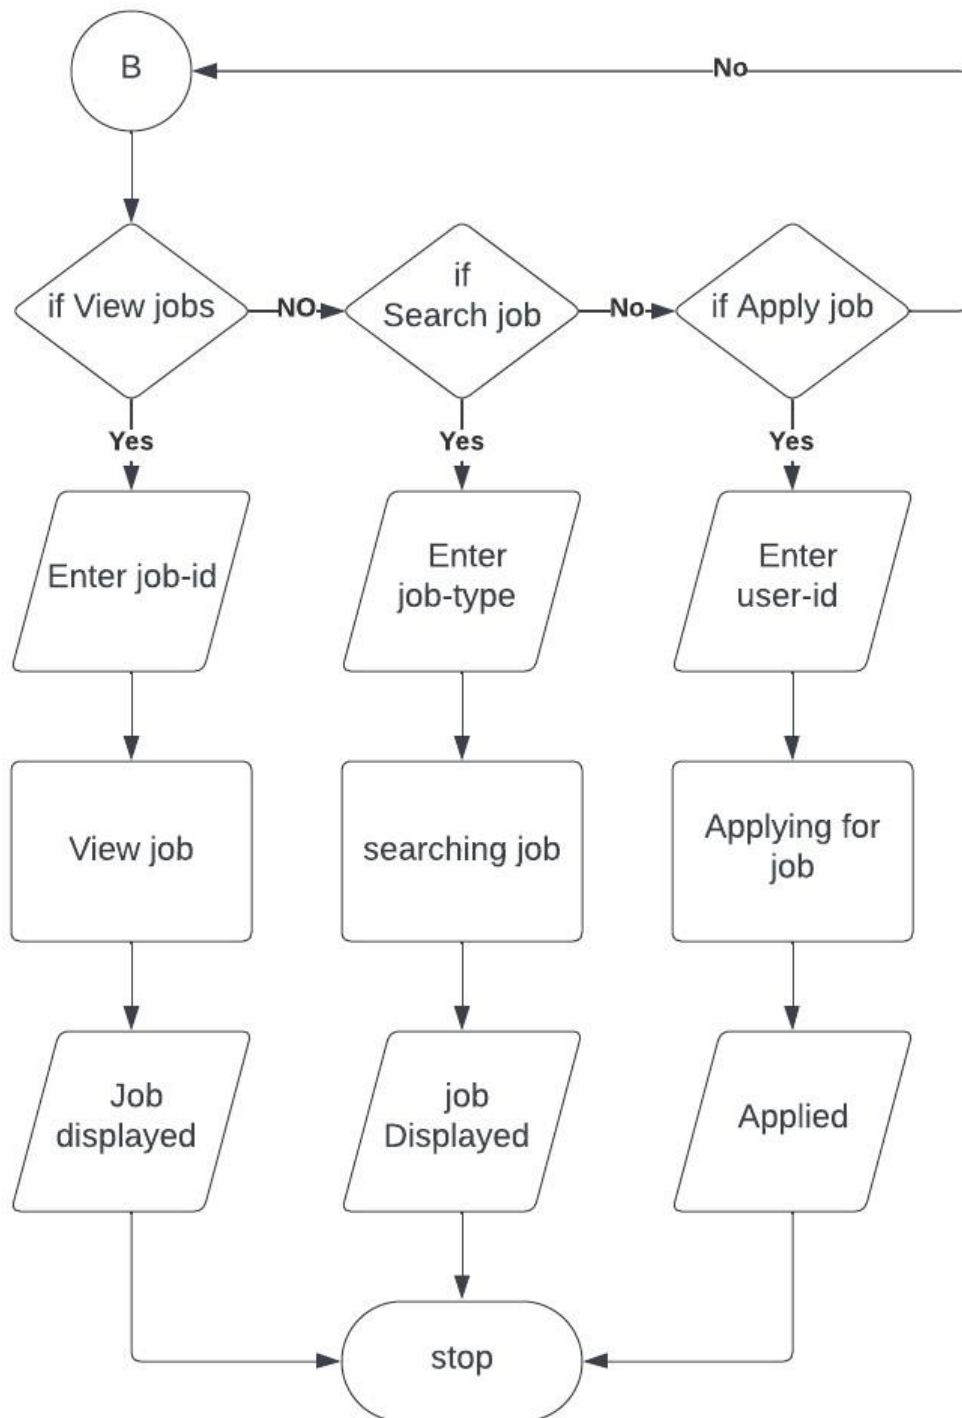 B
No
if View jobs
NO
if
Search job
No
if Apply job
Yes
Yes
Yes
Enter job-id
Enter
job-type
Enter
user-id
View job
searching job
Applying for
job
Job
displayed
job
Displayed
Applied
stop